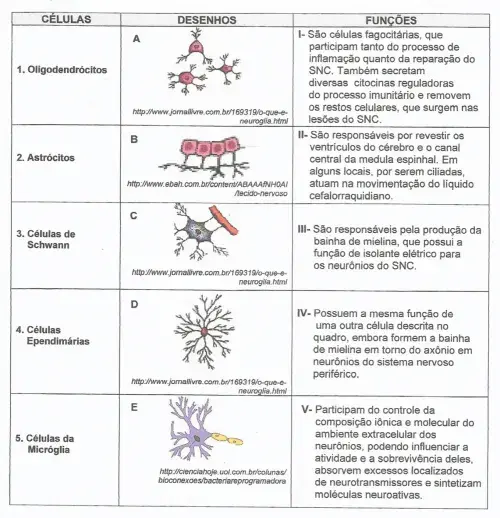 CÉLULAS DESENHOS FUNÇÕES
1. Oligodendrócitos
A
http://www.jornallivre.com.br/169319/o-que-e-
neuroglia.html
I- São células fagocitárias, que
participam tanto do processo de
inflamação quanto da reparação do
SNC. Também secretam
diversas citocinas reguladoras
do processo imunitário e removem
os restos celulares, que surgem nas
lesões do SNC.
2. Astrócitos
B
http://www.ebah.com.br/content/ABAAAfNH0AI
/tecido-nervoso
II- São responsáveis por revestir os
ventrículos do cérebro e o canal
central da medula espinhal. Em
alguns locais, por serem ciliadas,
atuam na movimentação do líquido
cefalorraquidiano.
3. Células de
Schwann
C
http://www.jornallivre.com.br/169319/o-que-e-
neuroglia.html
III- São responsáveis pela produção da
bainha de mielina, que possui a
função de isolante elétrico para
os neurônios do SNC.
4. Células
Ependimárias
D
http://www.jornallivre.com.br/169319/o-que-e-
neuroglia.html
IV- Possuem a mesma função de
uma outra célula descrita no
quadro, embora formem a bainha
de mielina em torno do axônio em
neurônios do sistema nervoso
periférico.
5. Células da
Micróglia
E
http://cienciahoje.uol.com.br/colunas/
bioconexoes/bacteriareprogramadora
V- Participam do controle da
composição iônica e molecular do
ambiente extracelular dos
neurônios, podendo influenciar a
atividade e a sobrevivência deles,
absorvem excessos localizados
de neurotransmissores e sintetizam
moléculas neuroativas.